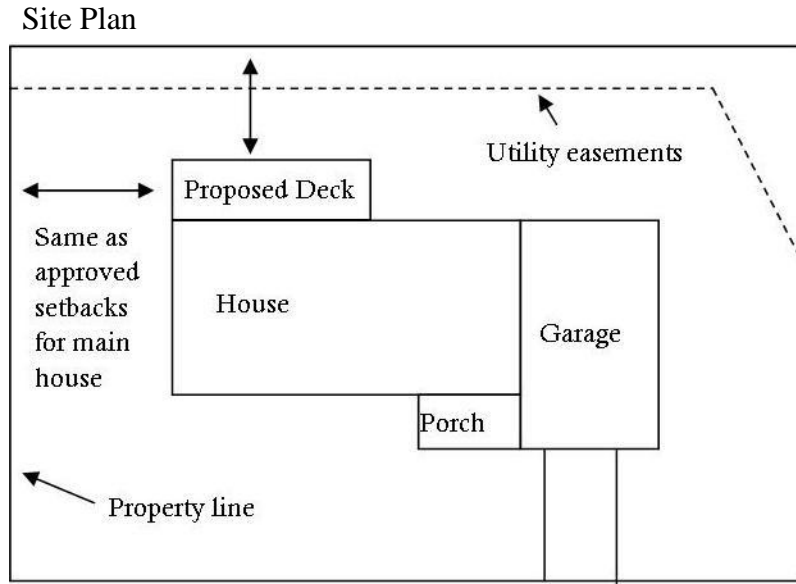 Site Plan
Utility easements
Proposed Deck
Same as
approved
setbacks
for main
house
House
Garage
Porch
Property line